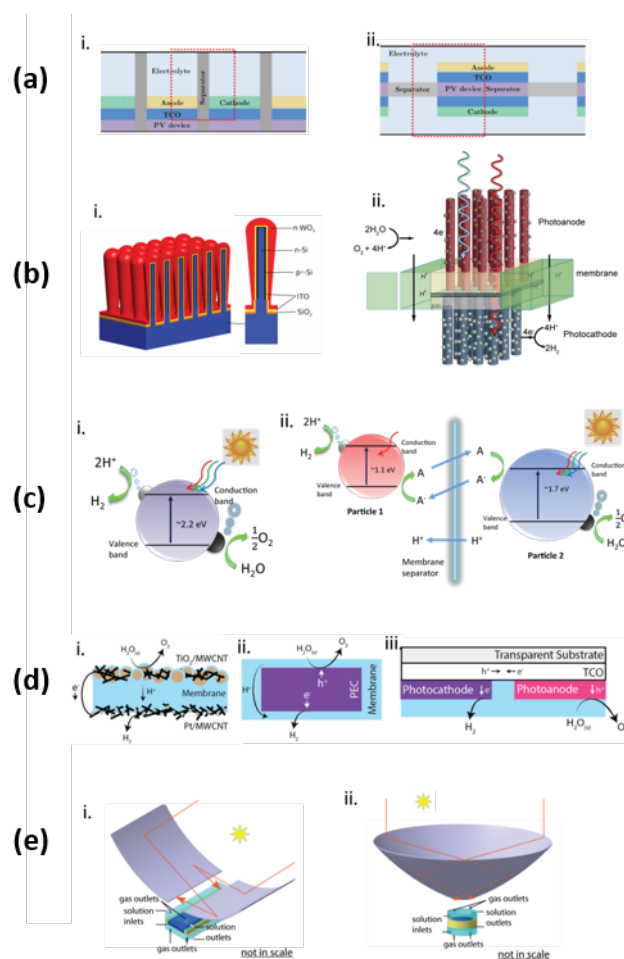 (a)
i.
Electrolyte
Separator
Anode
Cathode
TCO
PV device
ii.
Electrolyte
Anode
TCO
Separator
PV device/Separator
Cathode
(b)
i.
n-WO₃
n-Si
p⁺-Si
ITO
SiO₂
ii.
2H₂O
4e⁻
O₂ + 4H⁺
Photoanode
H⁺
H⁺
membrane
H⁺
H⁺
4e⁻
4H⁺
Photocathode
2H₂
(c)
i.
2H⁺
H₂
Conduction
band
~2.2 eV
Valence
band
½O₂
H₂O
ii.
2H⁺
H₂
Conduction
band
~1.1 eV
Valence
band
Particle 1
A
A⁻
A
A⁻
H⁺
H⁺
Membrane
separator
Conduction
band
~1.7 eV
Valence
band
Particle 2
H₂O
(d)
i.
H₂O(v)
O₂
TiO₂/MWCNT
e⁻
H⁺
Membrane
Pt/MWCNT
H₂
ii.
H₂O(v)
O₂
H⁺
h⁺
e⁻
PEC
Membrane
H₂
iii
Transparent Substrate
h⁺
e⁻
TCO
Photocathode
e⁻
Photoanode
h⁺
H₂
H₂O(v)
(e)
i.
gas outlets
solution
inlets
solution
outlets
gas outlets
not in scale
ii.
gas outlets
solution
inlets
solution
outlets
gas outlets
not in scale